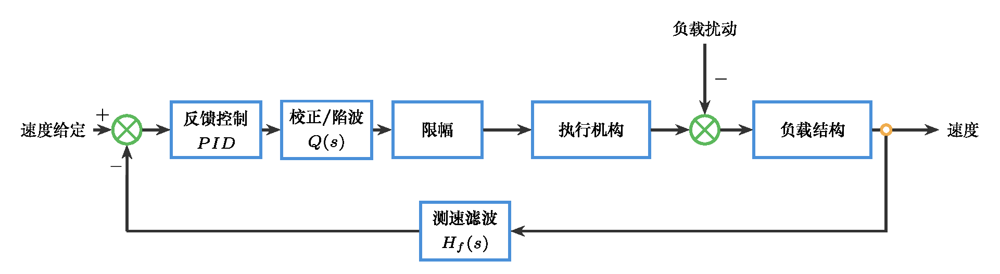 负载扰动
−
+
速度给定
反馈控制
PID
校正/陷波
Q(s)
限幅
执行机构
负载结构
速度
−
测速滤波
H_f(s)